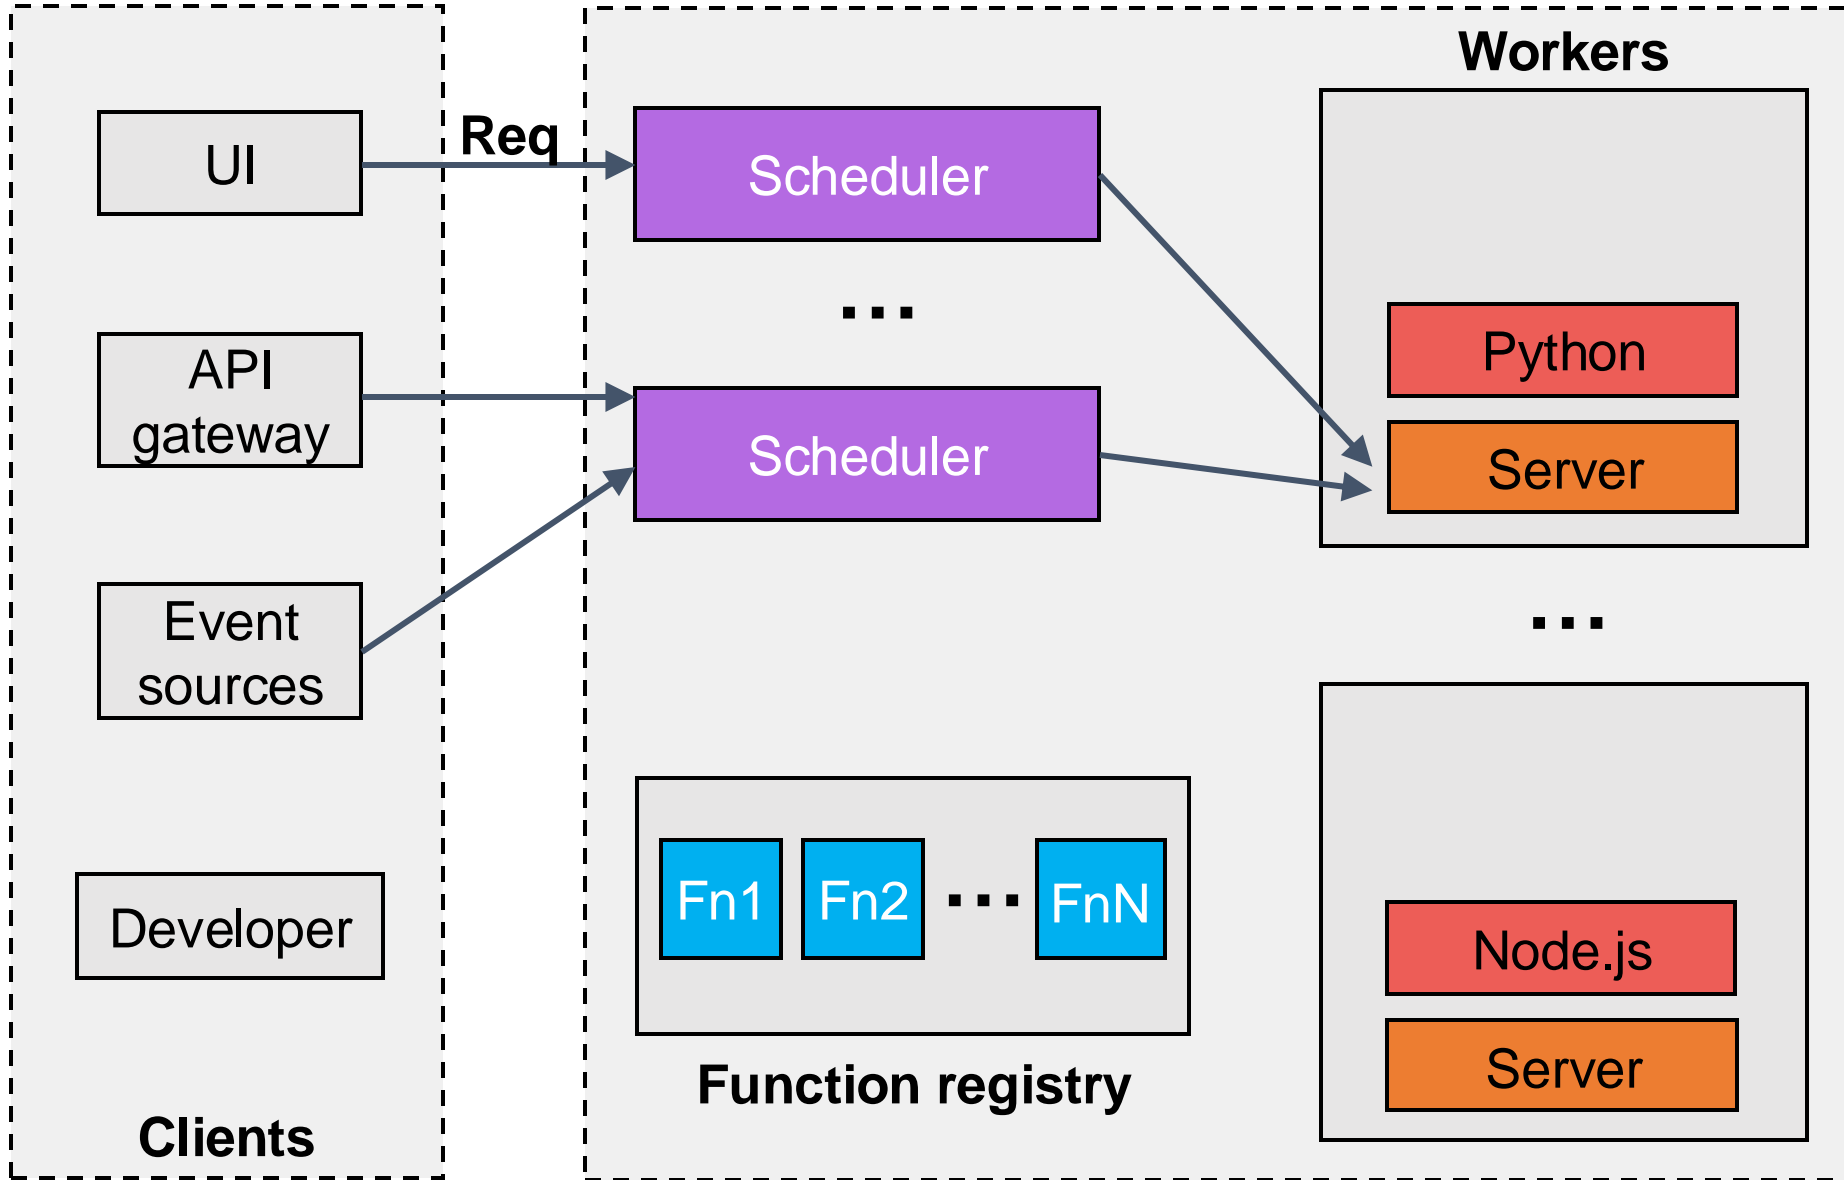 Workers
UI
Req
Scheduler
...
Python
API
gateway
Scheduler
Server
Event
sources
...
Fn1
Fn2
...
FnN
Developer
Node.js
Server
Function registry
Clients